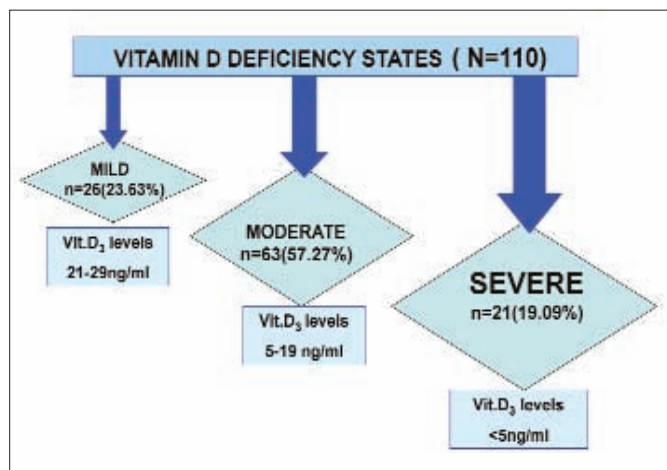 VITAMIN D DEFICIENCY STATES ( N=110)
MILD
n=26(23.63%)
Vit.D₃ levels
21-29ng/ml
MODERATE
n=63(57.27%)
Vit.D₃ levels
5-19 ng/ml
SEVERE
n=21(19.09%)
Vit.D₃ levels
<5ng/ml